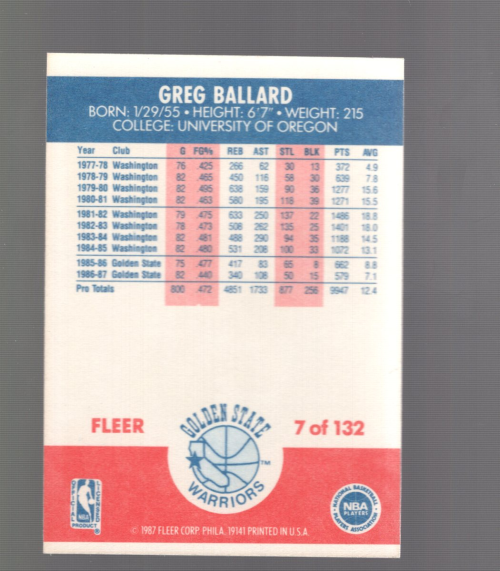 GREG BALLARD
BORN: 1/29/55 • HEIGHT: 6'7" • WEIGHT: 215
COLLEGE: UNIVERSITY OF OREGON
Year Club G FG% REB AST STL BLK PTS AVG
1977-78 Washington 76 .425 266 62 30 13 372 4.9
1978-79 Washington 82 .465 450 116 58 30 639 7.8
1979-80 Washington 82 .495 638 159 90 36 1277 15.6
1980-81 Washington 82 .463 580 195 118 39 1271 15.5
1981-82 Washington 79 .475 633 250 137 22 1486 18.8
1982-83 Washington 78 .473 508 262 135 25 1401 18.0
1983-84 Washington 82 .481 488 290 94 35 1188 14.5
1984-85 Washington 82 .480 531 208 100 33 1072 13.1
1985-86 Golden State 75 .477 417 83 65 8 662 8.8
1986-87 Golden State 82 .440 340 108 50 15 579 7.1
Pro Totals 800 .472 4851 1733 877 256 9947 12.4
FLEER
GOLDEN STATE
WARRIORS
TM
7 of 132
NBA
PRODUCT
NATIONAL BASKETBALL
NBA
PLAYERS
PLAYERS ASSOCIATION
© 1987 FLEER CORP. PHILA. 19141 PRINTED IN U.S.A.